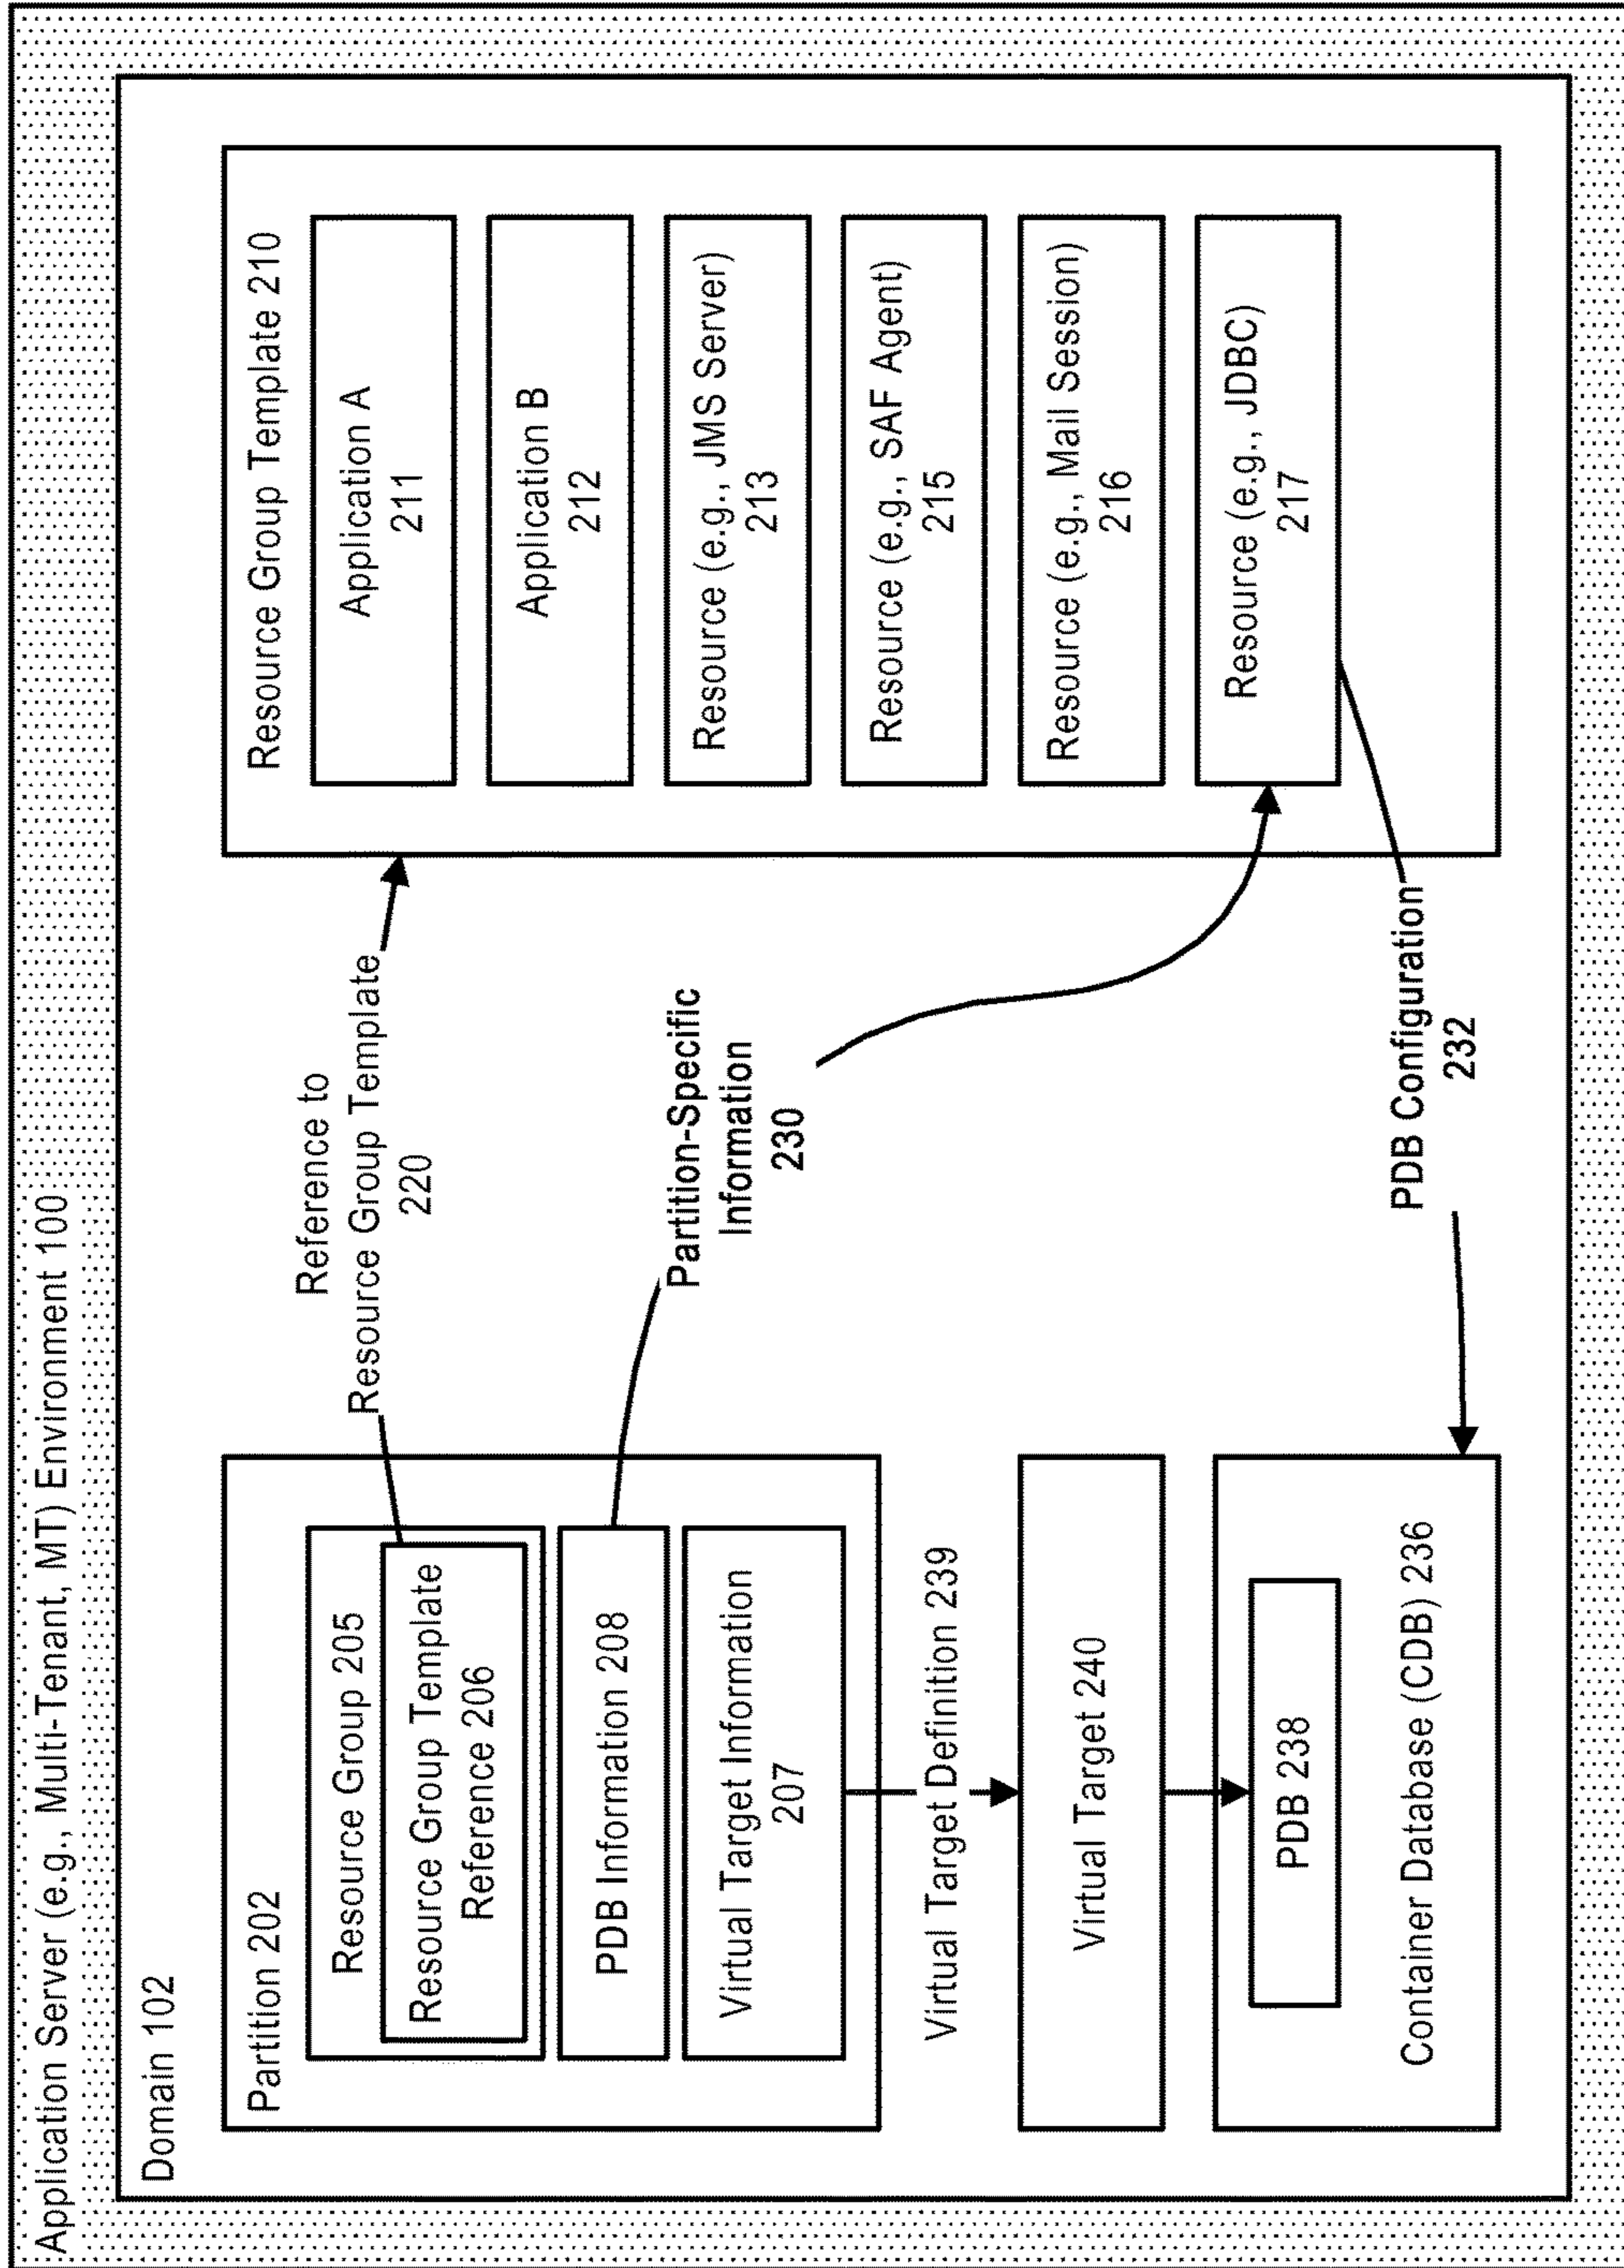 Application Server (e.g., Multi-Tenant, MT) Environment 100
Domain 102
Partition 202
Resource Group 205
Resource Group Template
Reference 206
PDB Information 208
Virtual Target Information
207
Virtual Target Definition 239
Virtual Target 240
PDB 238
Container Database (CDB) 236
Reference to
Resource Group Template
220
Partition-Specific
Information
230
PDB Configuration
232
Resource Group Template 210
Application A
211
Application B
212
Resource (e.g., JMS Server)
213
Resource (e.g., SAF Agent)
215
Resource (e.g., Mail Session)
216
Resource (e.g., JDBC)
217